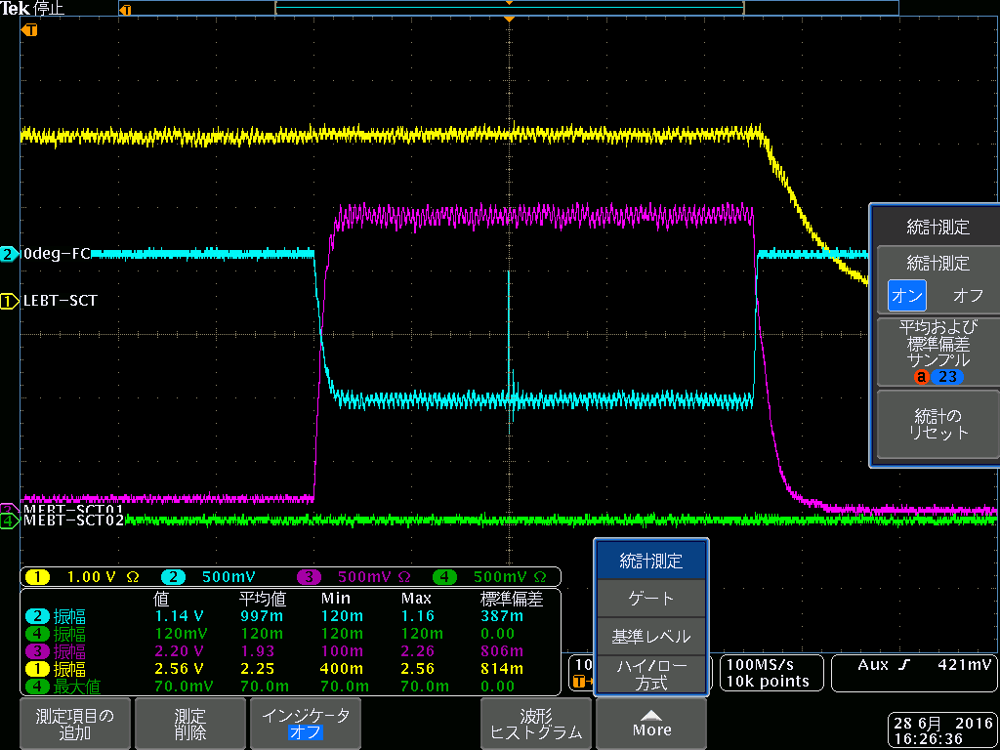 Tek 停止
T
T
2 0deg-FC
1 LEBT-SCT
3 MEBT-SCT01
4 MEBT-SCT02
統計測定
統計測定
オン オフ
平均および
標準偏差
サンプル
a 23
統計の
リセット
1 1.00 V Ω 2 500mV 3 500mV Ω 4 500mV Ω
値 平均値 Min Max 標準偏差
2 振幅 1.14 V 997m 120m 1.16 387m
4 振幅 120mV 120m 120m 120m 0.00
3 振幅 2.20 V 1.93 100m 2.26 806m
1 振幅 2.56 V 2.25 400m 2.56 814m
4 最大値 70.0mV 70.0m 70.0m 70.0m 0.00
統計測定
ゲート
基準レベル
ハイ/ロー
方式
10
T
100MS/s
10k points
Aux 421mV
測定項目の
追加
測定
削除
インジケータ
オフ
波形
ヒストグラム
More
28 6月 2016
16:26:36